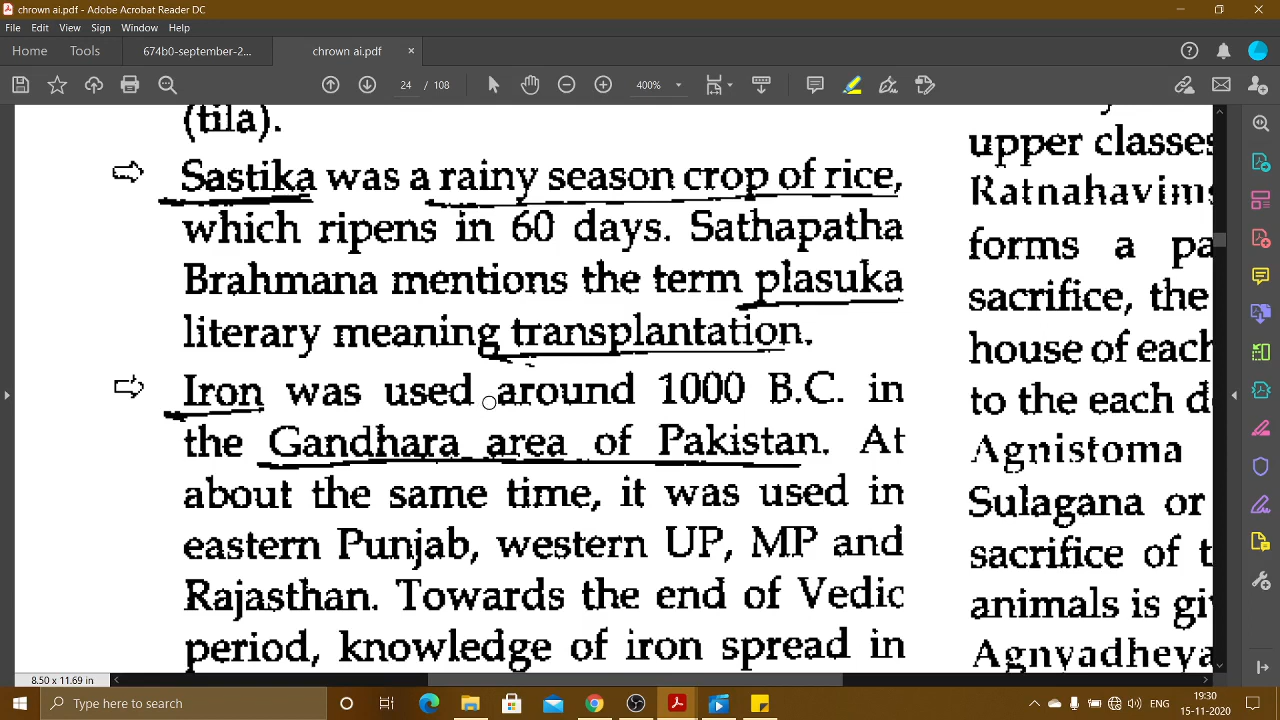 chrown ai.pdf - Adobe Acrobat Reader DC
File Edit View Sign Window Help
Home Tools 674b0-september-2... chrown ai.pdf ×
24 / 108 400%
(tila).
⇨ Sastika was a rainy season crop of rice,
which ripens in 60 days. Sathapatha
Brahmana mentions the term plasuka
literary meaning transplantation.
⇨ Iron was used around 1000 B.C. in
the Gandhara area of Pakistan. At
about the same time, it was used in
eastern Punjab, western UP, MP and
Rajasthan. Towards the end of Vedic
period, knowledge of iron spread in
upper classes
Ratnahavims
forms a pa
sacrifice, the
house of each
to the each d
Agnistoma
Sulagana or
sacrifice of t
animals is gi
Agnyadheya
8.50 x 11.69 in
Type here to search
19:30
15-11-2020